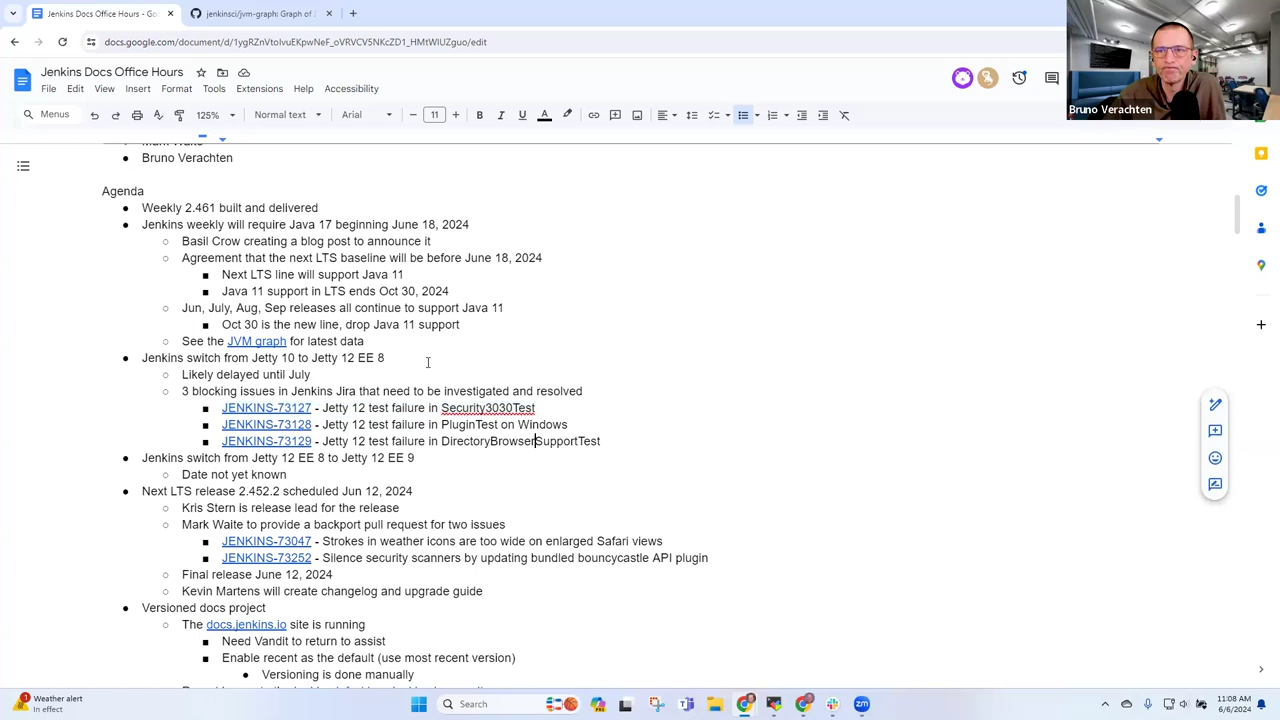 Jenkins Docs Office Hours - Go
jenkinsci/jvm-graph: Graph of J
docs.google.com/document/d/1ygRZnVtoIvuEKpwNeF_oVRVCV5NKcZD1_HMtWIUZguo/edit
Jenkins Docs Office Hours
File Edit View Insert Format Tools Extensions Help Accessibility
Menus 125% Normal text Arial 11 B I U A
Bruno Verachten
Bruno Verachten
Agenda
Weekly 2.461 built and delivered
Jenkins weekly will require Java 17 beginning June 18, 2024
Basil Crow creating a blog post to announce it
Agreement that the next LTS baseline will be before June 18, 2024
Next LTS line will support Java 11
Java 11 support in LTS ends Oct 30, 2024
Jun, July, Aug, Sep releases all continue to support Java 11
Oct 30 is the new line, drop Java 11 support
See the JVM graph for latest data
Jenkins switch from Jetty 10 to Jetty 12 EE 8
Likely delayed until July
3 blocking issues in Jenkins Jira that need to be investigated and resolved
JENKINS-73127 - Jetty 12 test failure in Security3030Test
JENKINS-73128 - Jetty 12 test failure in PluginTest on Windows
JENKINS-73129 - Jetty 12 test failure in DirectoryBrowserSupportTest
Jenkins switch from Jetty 12 EE 8 to Jetty 12 EE 9
Date not yet known
Next LTS release 2.452.2 scheduled Jun 12, 2024
Kris Stern is release lead for the release
Mark Waite to provide a backport pull request for two issues
JENKINS-73047 - Strokes in weather icons are too wide on enlarged Safari views
JENKINS-73252 - Silence security scanners by updating bundled bouncycastle API plugin
Final release June 12, 2024
Kevin Martens will create changelog and upgrade guide
Versioned docs project
The docs.jenkins.io site is running
Need Vandit to return to assist
Enable recent as the default (use most recent version)
Versioning is done manually
Weather alert
In effect
Search
11:08 AM
6/6/2024